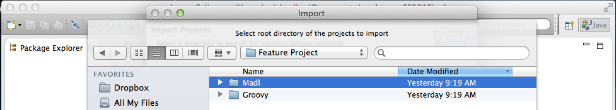 Import
Select root directory of the projects to import
Java
Package Explorer
Feature Project
FAVORITES
Dropbox
All My Files
Name
Date Modified
Madl
Yesterday 9:19 AM
Groovy
Yesterday 9:19 AM